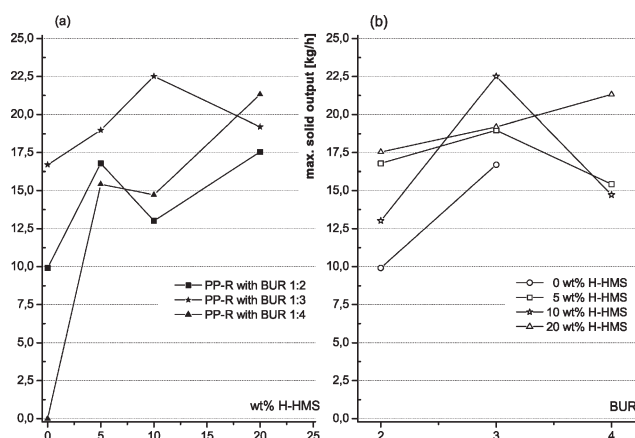 (a)
25,0
22,5
20,0
17,5
15,0
12,5
10,0
7,5
5,0
2,5
0,0
PP-R with BUR 1:2
PP-R with BUR 1:3
PP-R with BUR 1:4
wt% H-HMS
0 5 10 15 20 25
max. solid output [kg/h]
(b)
25,0
22,5
20,0
17,5
15,0
12,5
10,0
7,5
5,0
2,5
0,0
0 wt% H-HMS
5 wt% H-HMS
10 wt% H-HMS
20 wt% H-HMS
BUR
2 3 4